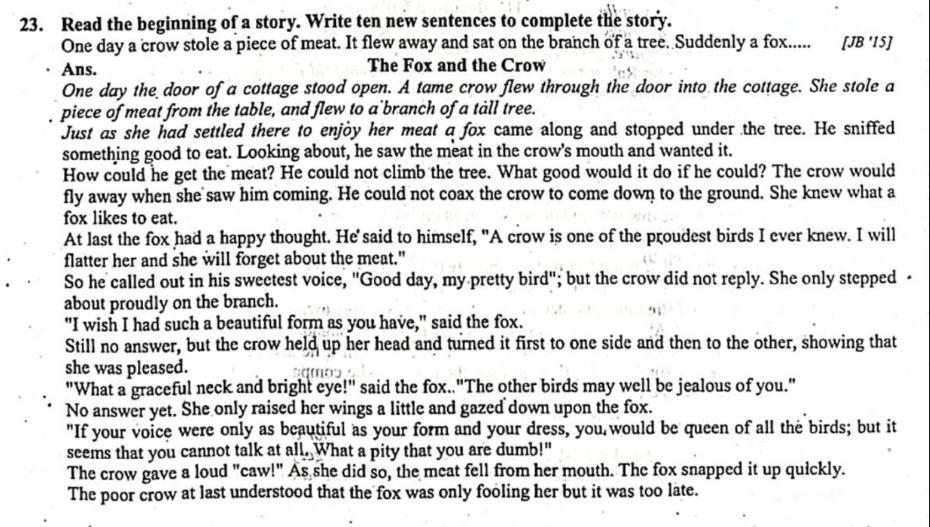 23. Read the beginning of a story. Write ten new sentences to complete the story.
One day a crow stole a piece of meat. It flew away and sat on the branch of a tree. Suddenly a fox..... [JB '15]
Ans. The Fox and the Crow
One day the door of a cottage stood open. A tame crow flew through the door into the cottage. She stole a
piece of meat from the table, and flew to a branch of a tall tree.
Just as she had settled there to enjoy her meat a fox came along and stopped under the tree. He sniffed
something good to eat. Looking about, he saw the meat in the crow's mouth and wanted it.
How could he get the meat? He could not climb the tree. What good would it do if he could? The crow would
fly away when she saw him coming. He could not coax the crow to come down to the ground. She knew what a
fox likes to eat.
At last the fox had a happy thought. He said to himself, "A crow is one of the proudest birds I ever knew. I will
flatter her and she will forget about the meat."
So he called out in his sweetest voice, "Good day, my pretty bird"; but the crow did not reply. She only stepped
about proudly on the branch.
"I wish I had such a beautiful form as you have," said the fox.
Still no answer, but the crow held up her head and turned it first to one side and then to the other, showing that
she was pleased.
"What a graceful neck and bright eye!" said the fox.."The other birds may well be jealous of you."
No answer yet. She only raised her wings a little and gazed down upon the fox.
"If your voice were only as beautiful as your form and your dress, you would be queen of all the birds; but it
seems that you cannot talk at all. What a pity that you are dumb!"
The crow gave a loud "caw!" As she did so, the meat fell from her mouth. The fox snapped it up quickly.
The poor crow at last understood that the fox was only fooling her but it was too late.